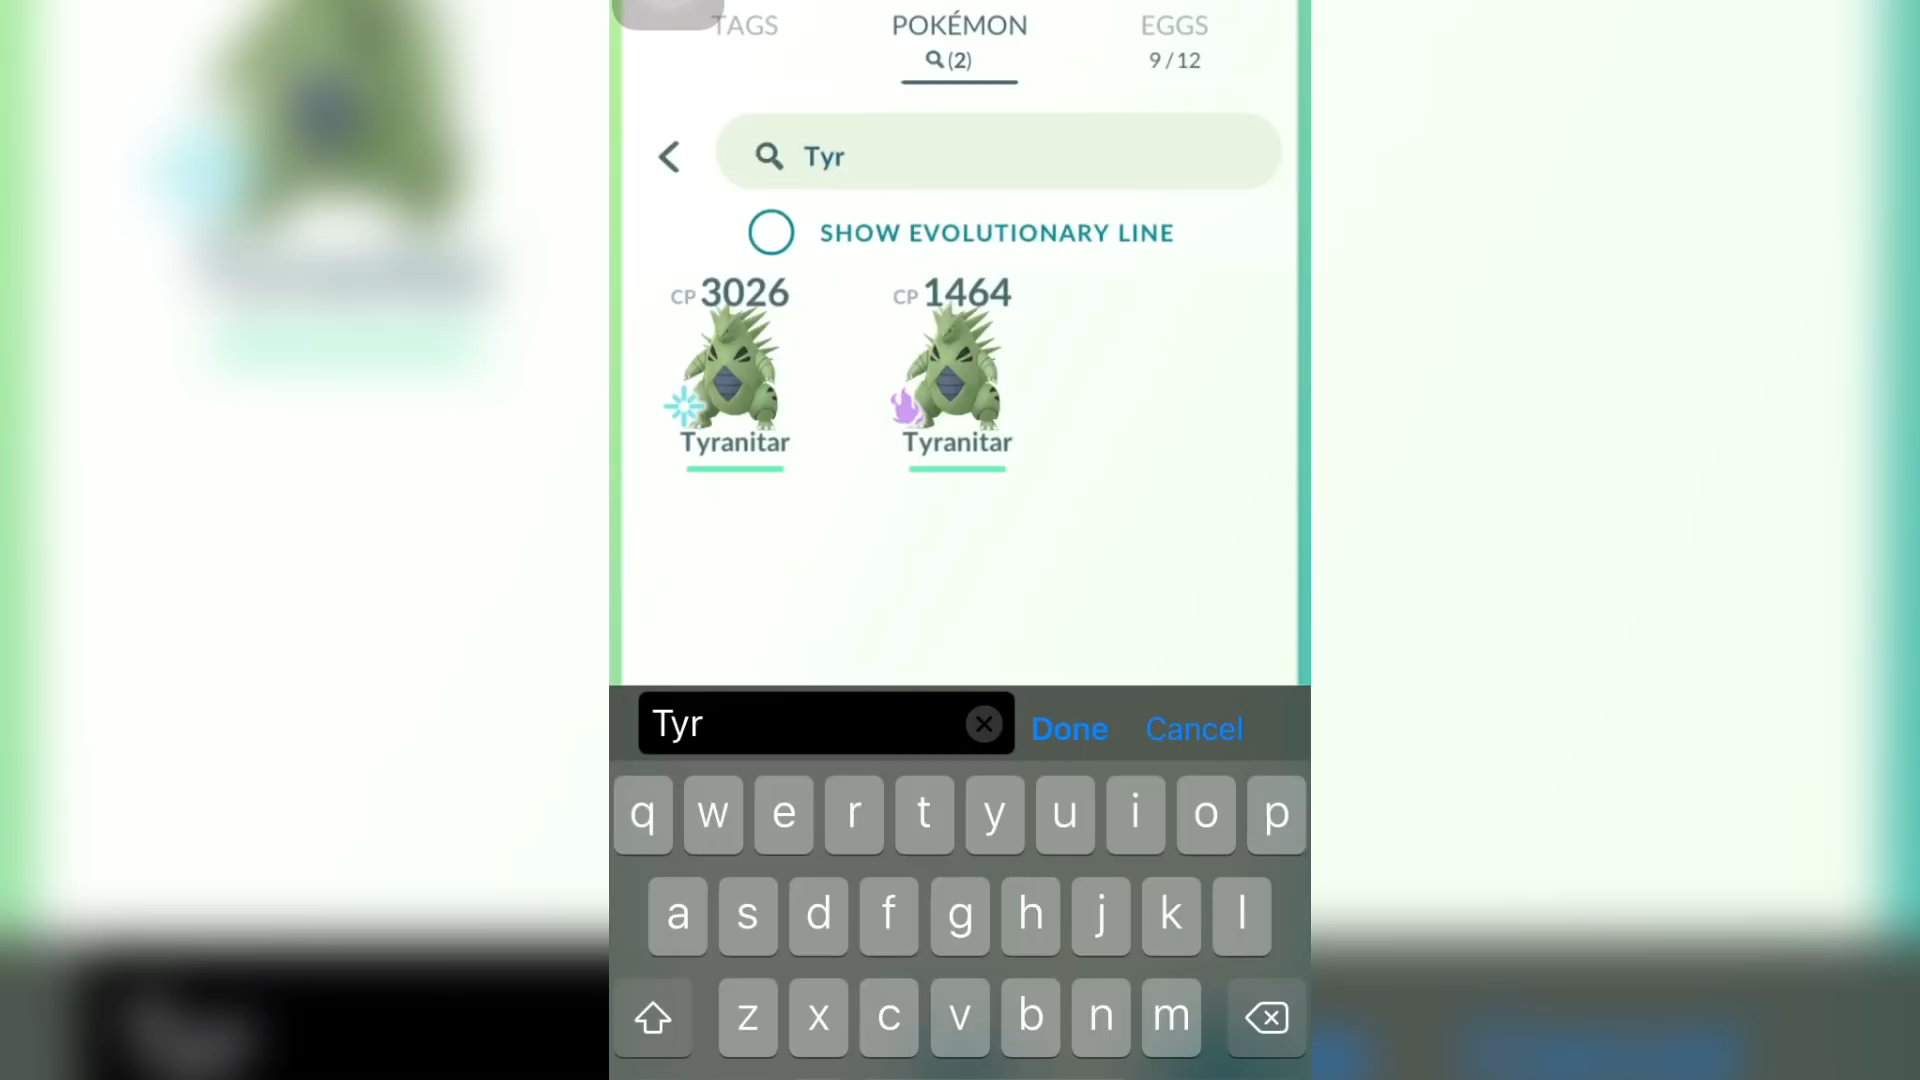 TAGS
POKÉMON
(2)
EGGS
9 / 12
Tyr
SHOW EVOLUTIONARY LINE
CP 3026
CP 1464
Tyranitar
Tyranitar
Tyr
Done
Cancel
q w e r t y u i o p
a s d f g h j k l
z x c v b n m